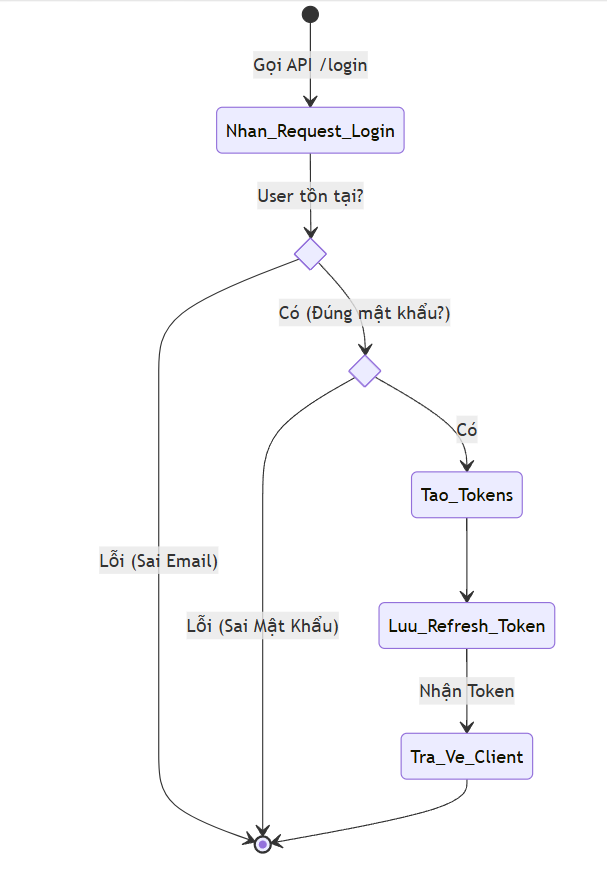 Gọi API /login
Nhan_Request_Login
User tồn tại?
Có (Đúng mật khẩu?)
Có
Tao_Tokens
Lỗi (Sai Email)
Lỗi (Sai Mật Khẩu)
Luu_Refresh_Token
Nhận Token
Tra_Ve_Client